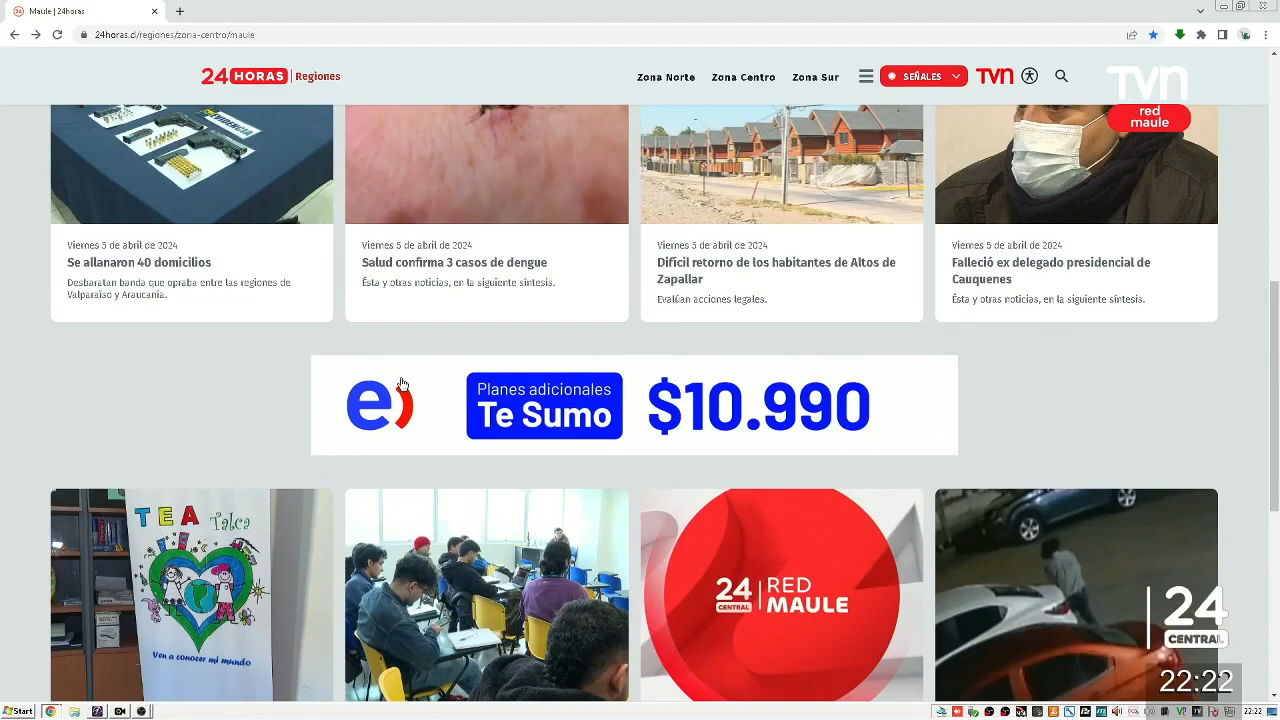 Maule | 24horas
24horas.cl/regiones/zona-centro/maule
24 HORAS | Regiones
Zona Norte
Zona Centro
Zona Sur
SEÑALES
TVN
TVN
red
maule
EVIDENCIA
Viernes 5 de abril de 2024
Se allanaron 40 domicilios
Desbaratan banda que opraba entre las regiones de
Valparaíso y Araucanía.
Viernes 5 de abril de 2024
Salud confirma 3 casos de dengue
Ésta y otras noticias, en la siguiente síntesis.
Viernes 5 de abril de 2024
Difícil retorno de los habitantes de Altos de
Zapallar
Evalúan acciones legales.
Viernes 5 de abril de 2024
Falleció ex delegado presidencial de
Cauquenes
Ésta y otras noticias, en la siguiente síntesis.
e)
Planes adicionales
Te Sumo
$10.990
TEA Talca
Ven a conocer mi mundo
24 CENTRAL | RED MAULE
24
CENTRAL
22:22
Start
22:22